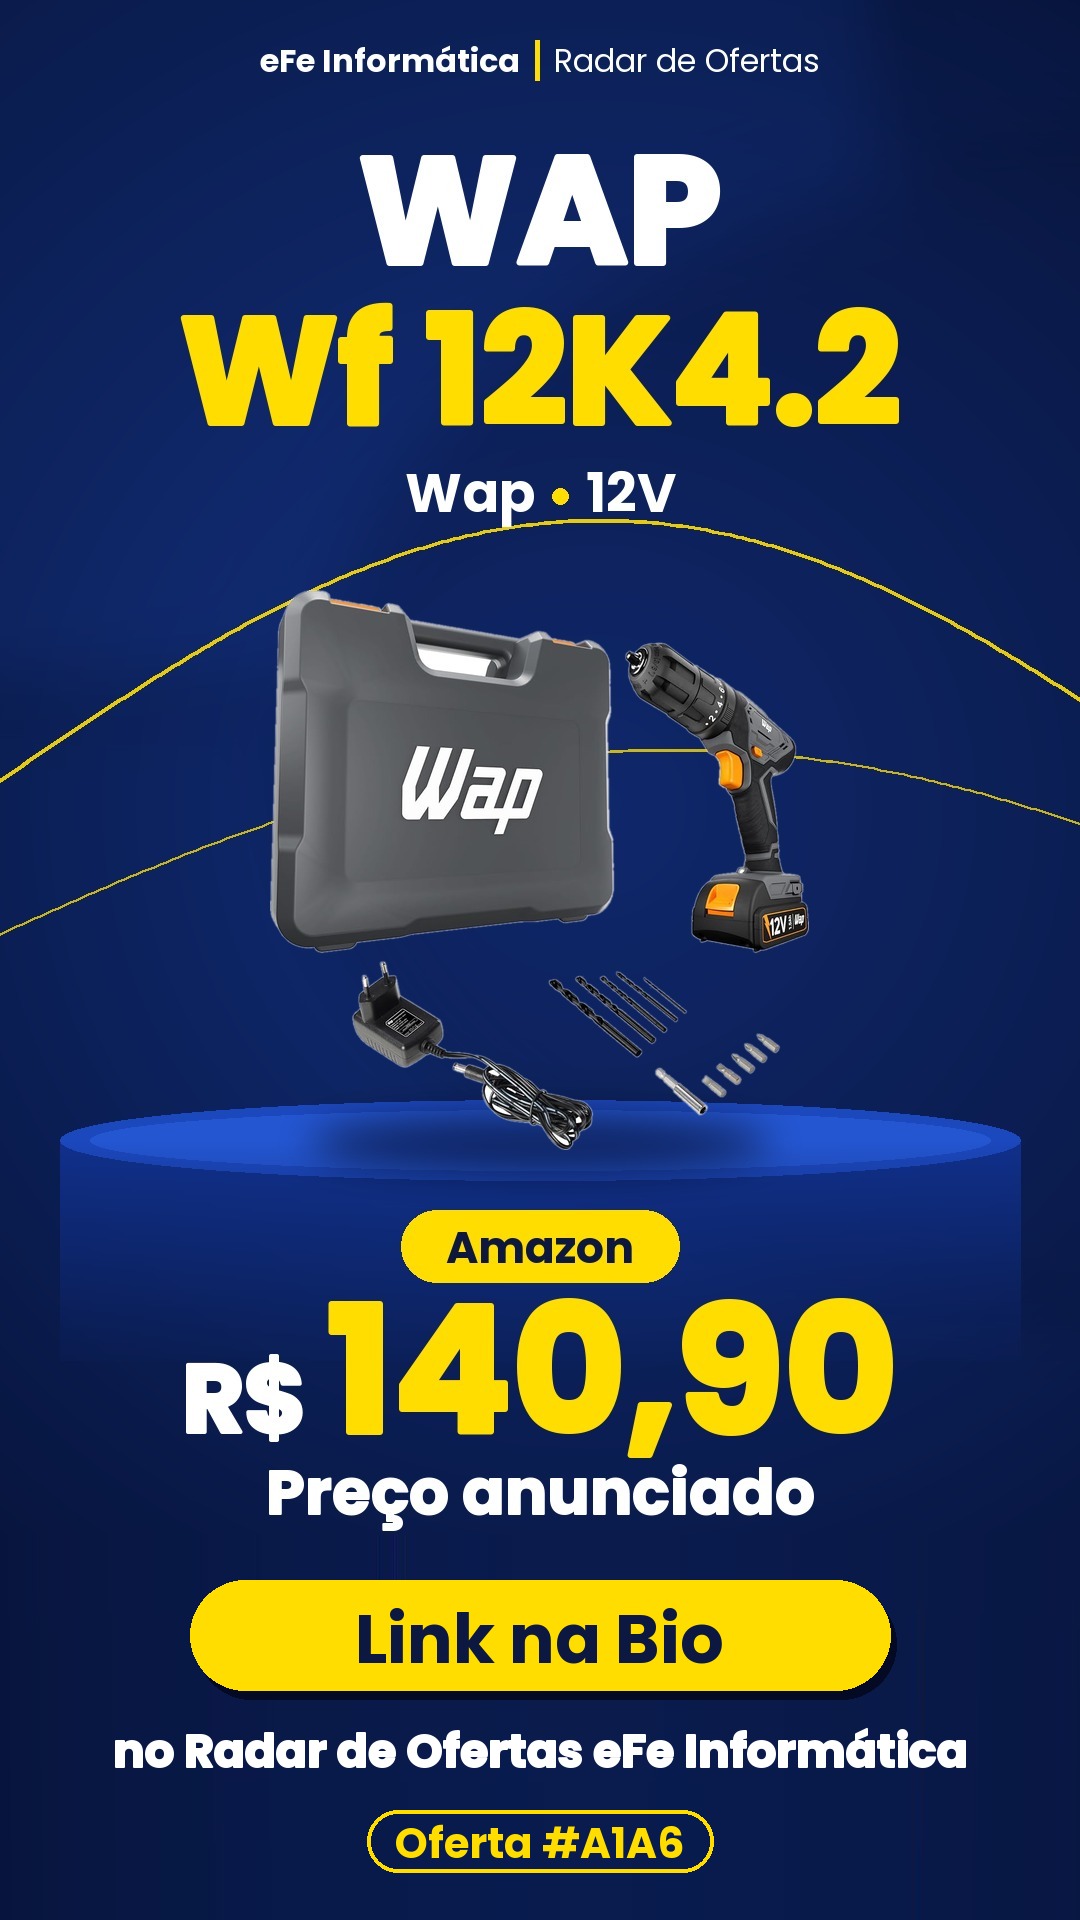 eFe Informática | Radar de Ofertas
WAP
Wf 12K4.2
Wap • 12V
Wap
12V Wap
Amazon
R$ 140,90
Preço anunciado
Link na Bio
no Radar de Ofertas eFe Informática
Oferta #A1A6